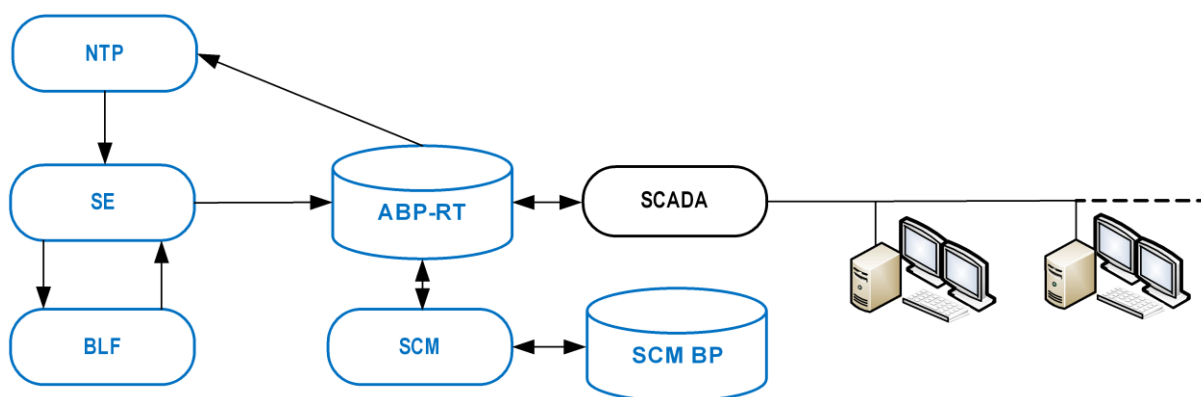 NTP
SE
ABP-RT
SCADA
BLF
SCM
SCM BP